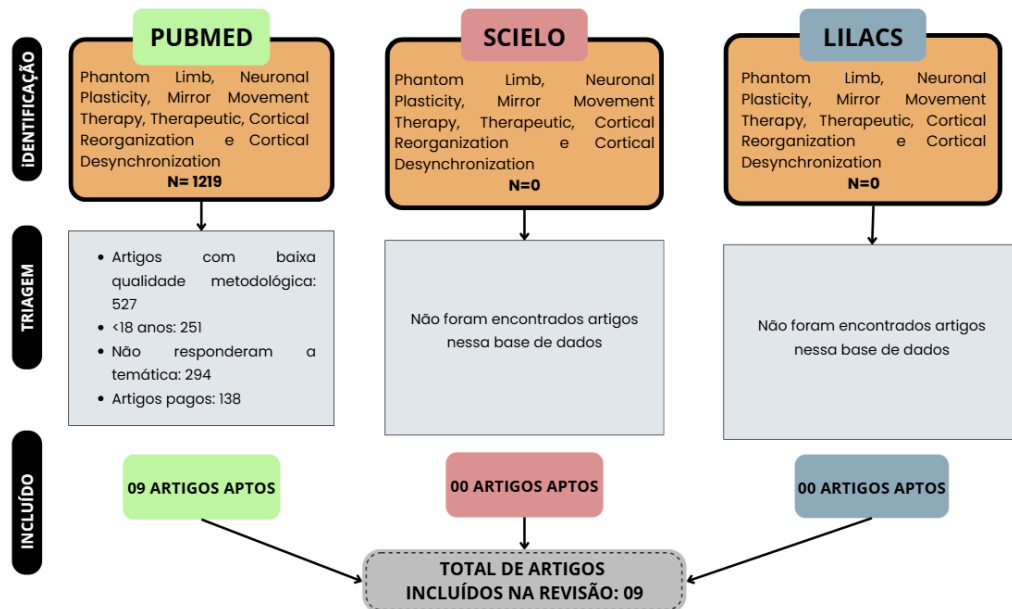 PUBMED
SCIELO
LILACS
iDENTIFICAÇÃO
Phantom Limb, Neuronal
Plasticity, Mirror Movement
Therapy, Therapeutic, Cortical
Reorganization e Cortical
Desynchronization
N= 1219
Phantom Limb, Neuronal
Plasticity, Mirror Movement
Therapy, Therapeutic, Cortical
Reorganization e Cortical
Desynchronization
N=0
Phantom Limb, Neuronal
Plasticity, Mirror Movement
Therapy, Therapeutic, Cortical
Reorganization e Cortical
Desynchronization
N=0
TRIAGEM
• Artigos com baixa
qualidade metodológica:
527
• <18 anos: 251
• Não responderam a
temática: 294
• Artigos pagos: 138
Não foram encontrados artigos
nessa base de dados
Não foram encontrados artigos
nessa base de dados
INCLUÍDO
09 ARTIGOS APTOS
00 ARTIGOS APTOS
00 ARTIGOS APTOS
TOTAL DE ARTIGOS
INCLUÍDOS NA REVISÃO: 09